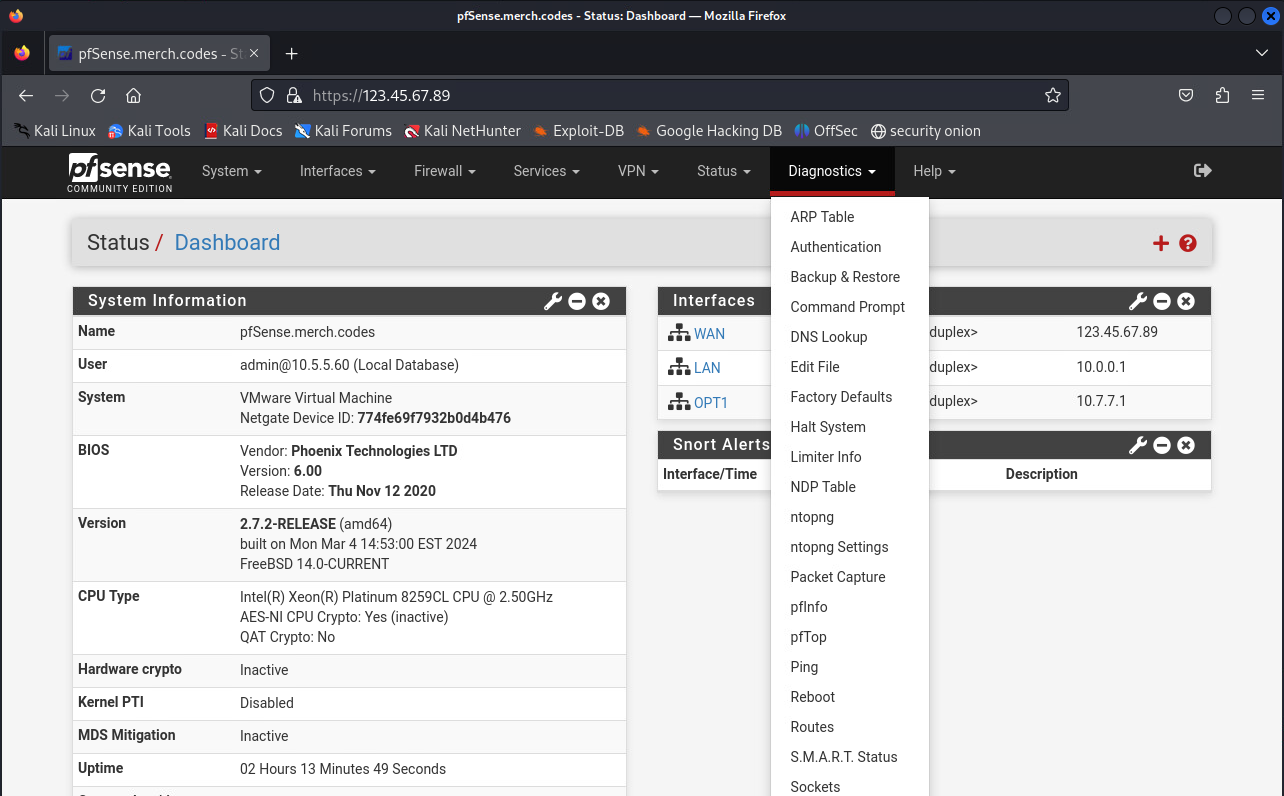 pfSense.merch.codes - Status: Dashboard — Mozilla Firefox
pfSense.merch.codes - St
https://123.45.67.89
Kali Linux Kali Tools Kali Docs Kali Forums Kali NetHunter Exploit-DB Google Hacking DB OffSec security onion
pfsense
COMMUNITY EDITION
System Interfaces Firewall Services VPN Status Diagnostics Help
ARP Table
Authentication
Backup & Restore
Command Prompt
DNS Lookup
Edit File
Factory Defaults
Halt System
Limiter Info
NDP Table
ntopng
ntopng Settings
Packet Capture
pfInfo
pfTop
Ping
Reboot
Routes
S.M.A.R.T. Status
Sockets
Status / Dashboard
System Information
Name pfSense.merch.codes
User admin@10.5.5.60 (Local Database)
System VMware Virtual Machine
Netgate Device ID: 774fe69f7932b0d4b476
BIOS Vendor: Phoenix Technologies LTD
Version: 6.00
Release Date: Thu Nov 12 2020
Version 2.7.2-RELEASE (amd64)
built on Mon Mar 4 14:53:00 EST 2024
FreeBSD 14.0-CURRENT
CPU Type Intel(R) Xeon(R) Platinum 8259CL CPU @ 2.50GHz
AES-NI CPU Crypto: Yes (inactive)
QAT Crypto: No
Hardware crypto Inactive
Kernel PTI Disabled
MDS Mitigation Inactive
Uptime 02 Hours 13 Minutes 49 Seconds
Interfaces
WAN duplex> 123.45.67.89
LAN duplex> 10.0.0.1
OPT1 duplex> 10.7.7.1
Snort Alerts
Interface/Time Description